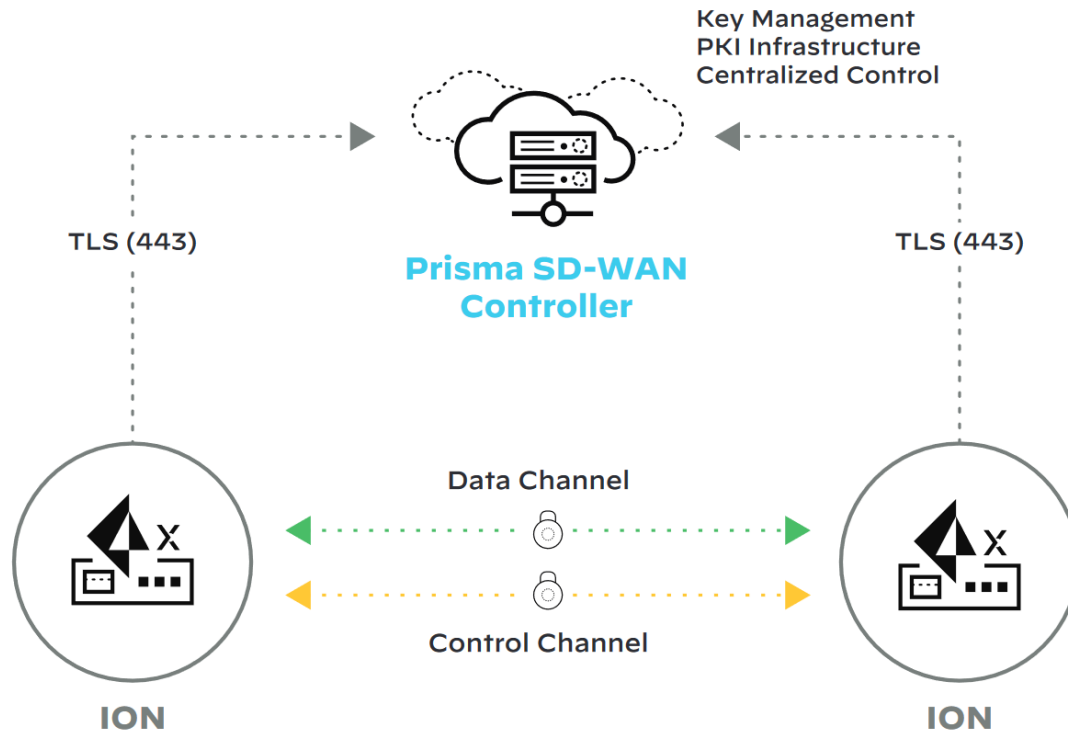 Key Management
PKI Infrastructure
Centralized Control
TLS (443)
TLS (443)
Prisma SD-WAN
Controller
Data Channel
X
X
Control Channel
ION
ION